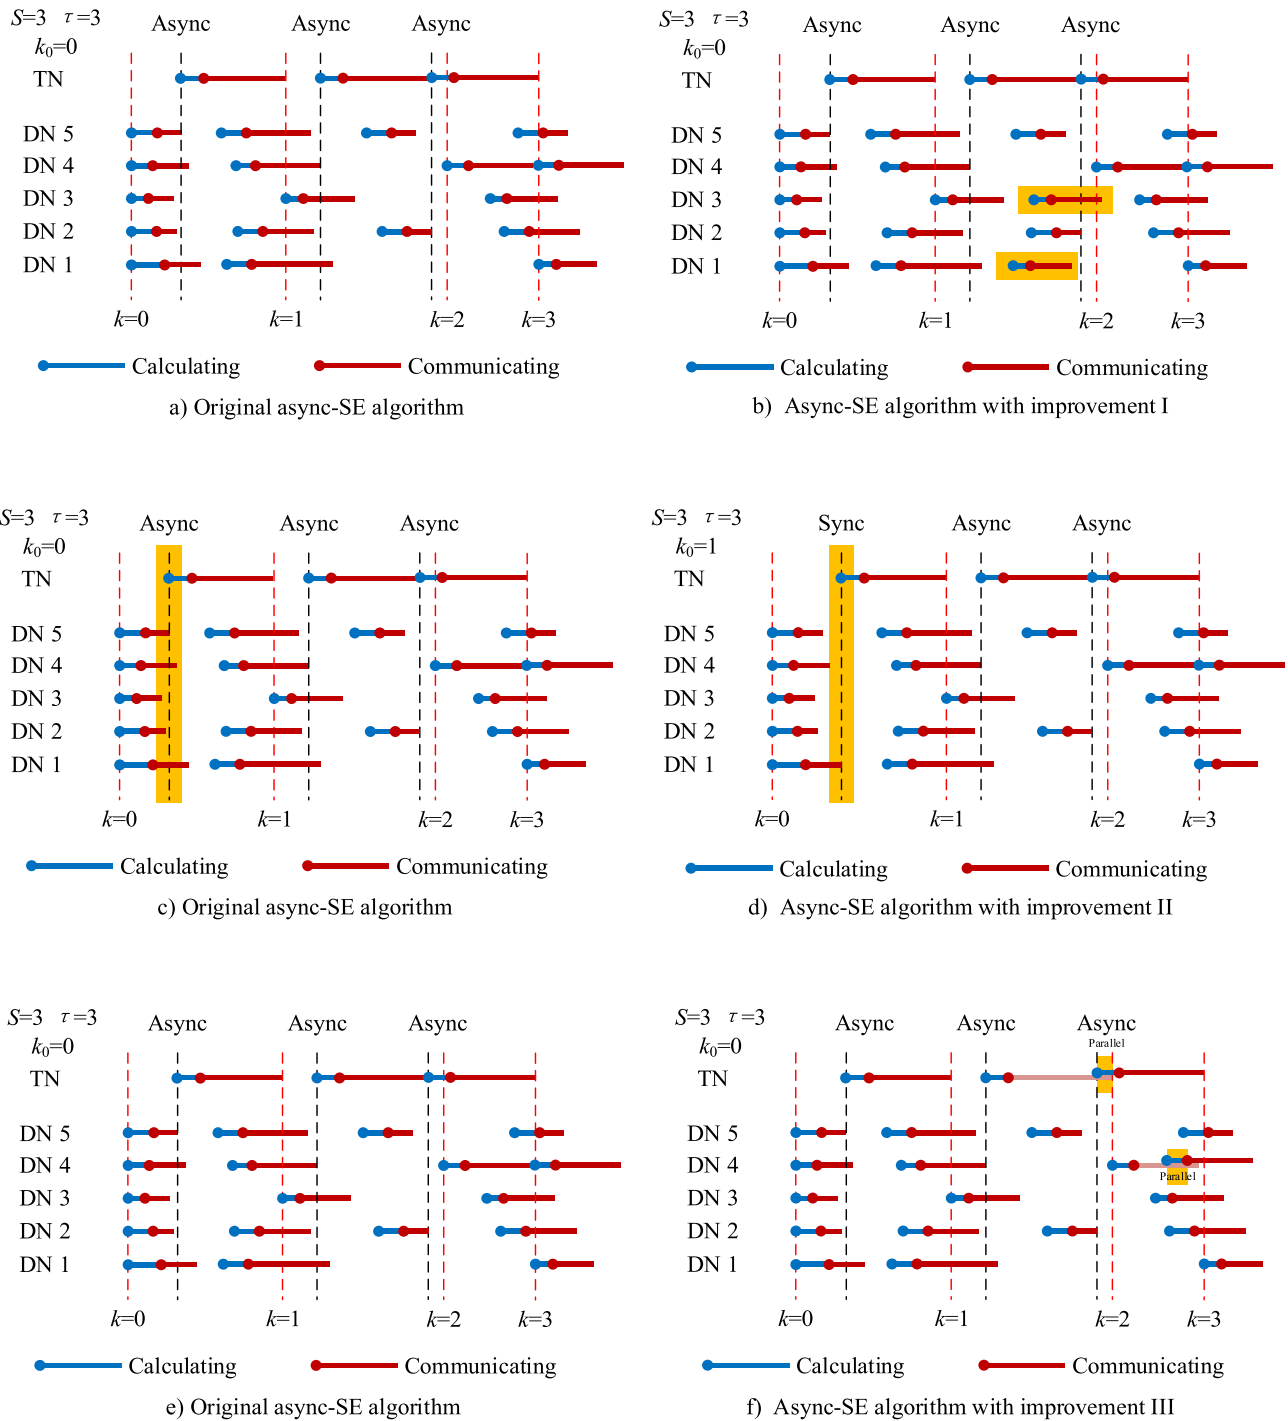 S=3 τ=3
k₀=0
Async Async Async
TN
DN 5
DN 4
DN 3
DN 2
DN 1
k=0 k=1 k=2 k=3
Calculating Communicating
a) Original async-SE algorithm
S=3 τ=3
k₀=0
Async Async Async
TN
DN 5
DN 4
DN 3
DN 2
DN 1
k=0 k=1 k=2 k=3
Calculating Communicating
b) Async-SE algorithm with improvement I
S=3 τ=3
k₀=0
Async Async Async
TN
DN 5
DN 4
DN 3
DN 2
DN 1
k=0 k=1 k=2 k=3
Calculating Communicating
c) Original async-SE algorithm
S=3 τ=3
k₀=1
Sync Async Async
TN
DN 5
DN 4
DN 3
DN 2
DN 1
k=0 k=1 k=2 k=3
Calculating Communicating
d) Async-SE algorithm with improvement II
S=3 τ=3
k₀=0
Async Async Async
TN
DN 5
DN 4
DN 3
DN 2
DN 1
k=0 k=1 k=2 k=3
Calculating Communicating
e) Original async-SE algorithm
S=3 τ=3
k₀=0
Async Async Async
Parallel
TN
DN 5
DN 4
Parallel
DN 3
DN 2
DN 1
k=0 k=1 k=2 k=3
Calculating Communicating
f) Async-SE algorithm with improvement III